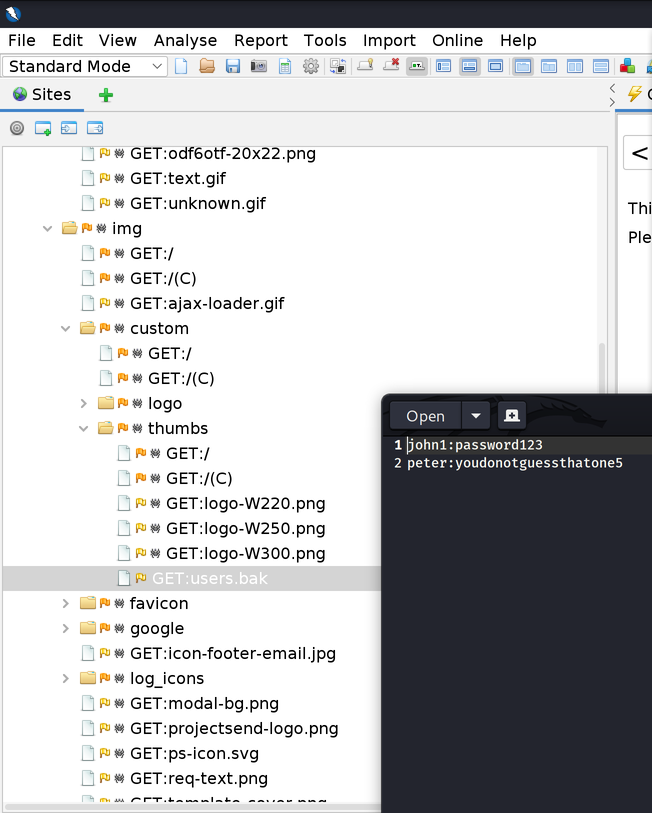 File Edit View Analyse Report Tools Import Online Help
Standard Mode
Sites
GET:odf6otf-20x22.png
GET:text.gif
GET:unknown.gif
<
Thi
Ple
img
GET:/
GET:/(C)
GET:ajax-loader.gif
custom
GET:/
GET:/(C)
logo
thumbs
GET:/
GET:/(C)
GET:logo-W220.png
GET:logo-W250.png
GET:logo-W300.png
GET:users.bak
favicon
google
GET:icon-footer-email.jpg
log_icons
GET:modal-bg.png
GET:projectsend-logo.png
GET:ps-icon.svg
GET:req-text.png
GET:template-cover.png
Open
1 john1:password123
2 peter:youdonotguessthatone5